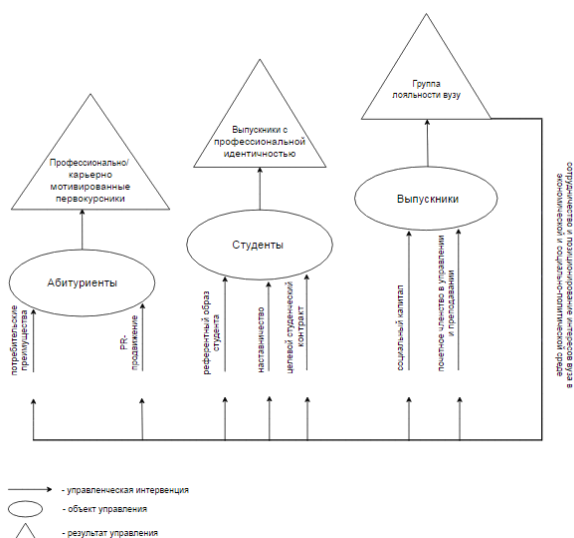 Группа
лояльности вузу
Выпускники с
профессиональной
идентичностью
Профессионально/
карьерно
мотивированные
первокуроники
Выпускники
Студенты
Абитуриенты
потребительские
преимущества
PR-
продвижение
референтный образ
студента
наставничество
целевой студенческий
контракт
социальный капитал
почетное членство в управлении
и преподавании
сотрудничество и позиционирование интересов вуза в
экономической и социально-политической среде
- управленческая интервенция
- объект управления
- результат управления